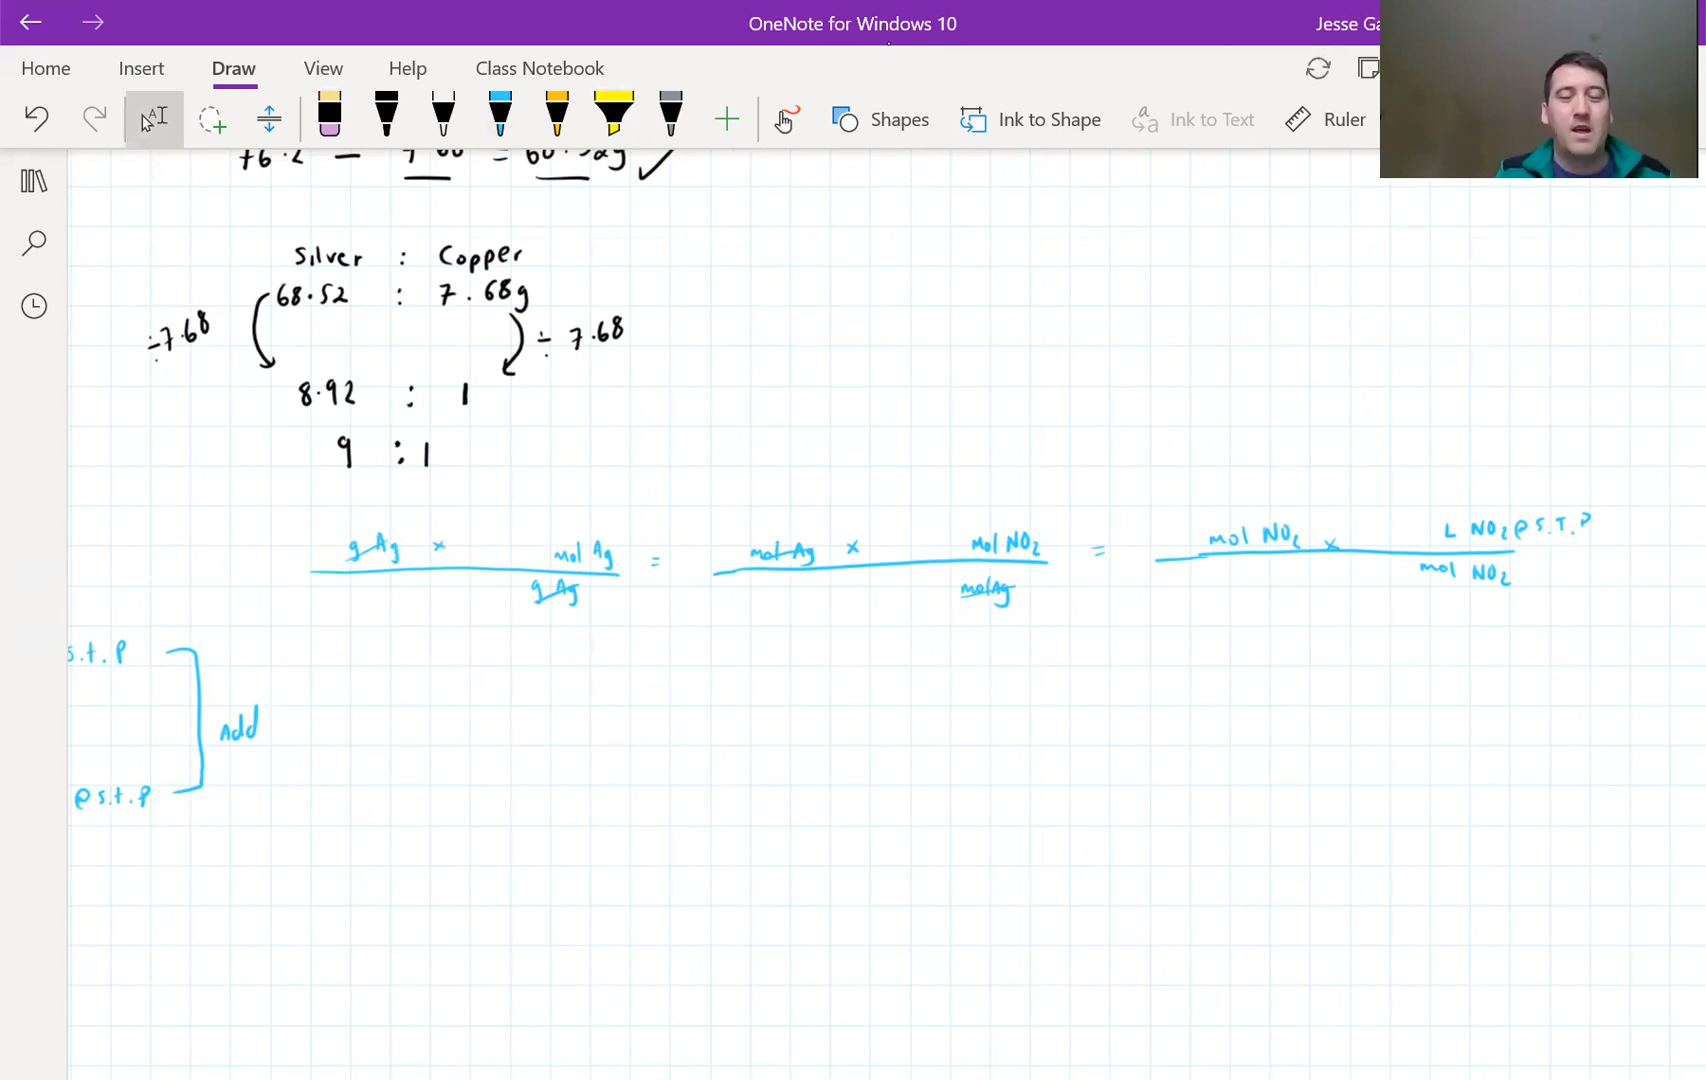 OneNote for Windows 10
Jesse Ga
Home Insert Draw View Help Class Notebook
Shapes Ink to Shape Ink to Text Ruler
Silver : Copper
68.52 : 7.68g
÷7.68 ÷ 7.68
8.92 : 1
9 : 1
g Ag × mol Ag = mol Ag × mol NO2 = mol NO2 × L NO2 @ S.T.P
g Ag mol Ag mol NO2
s.t.P
Add
@ s.t.P